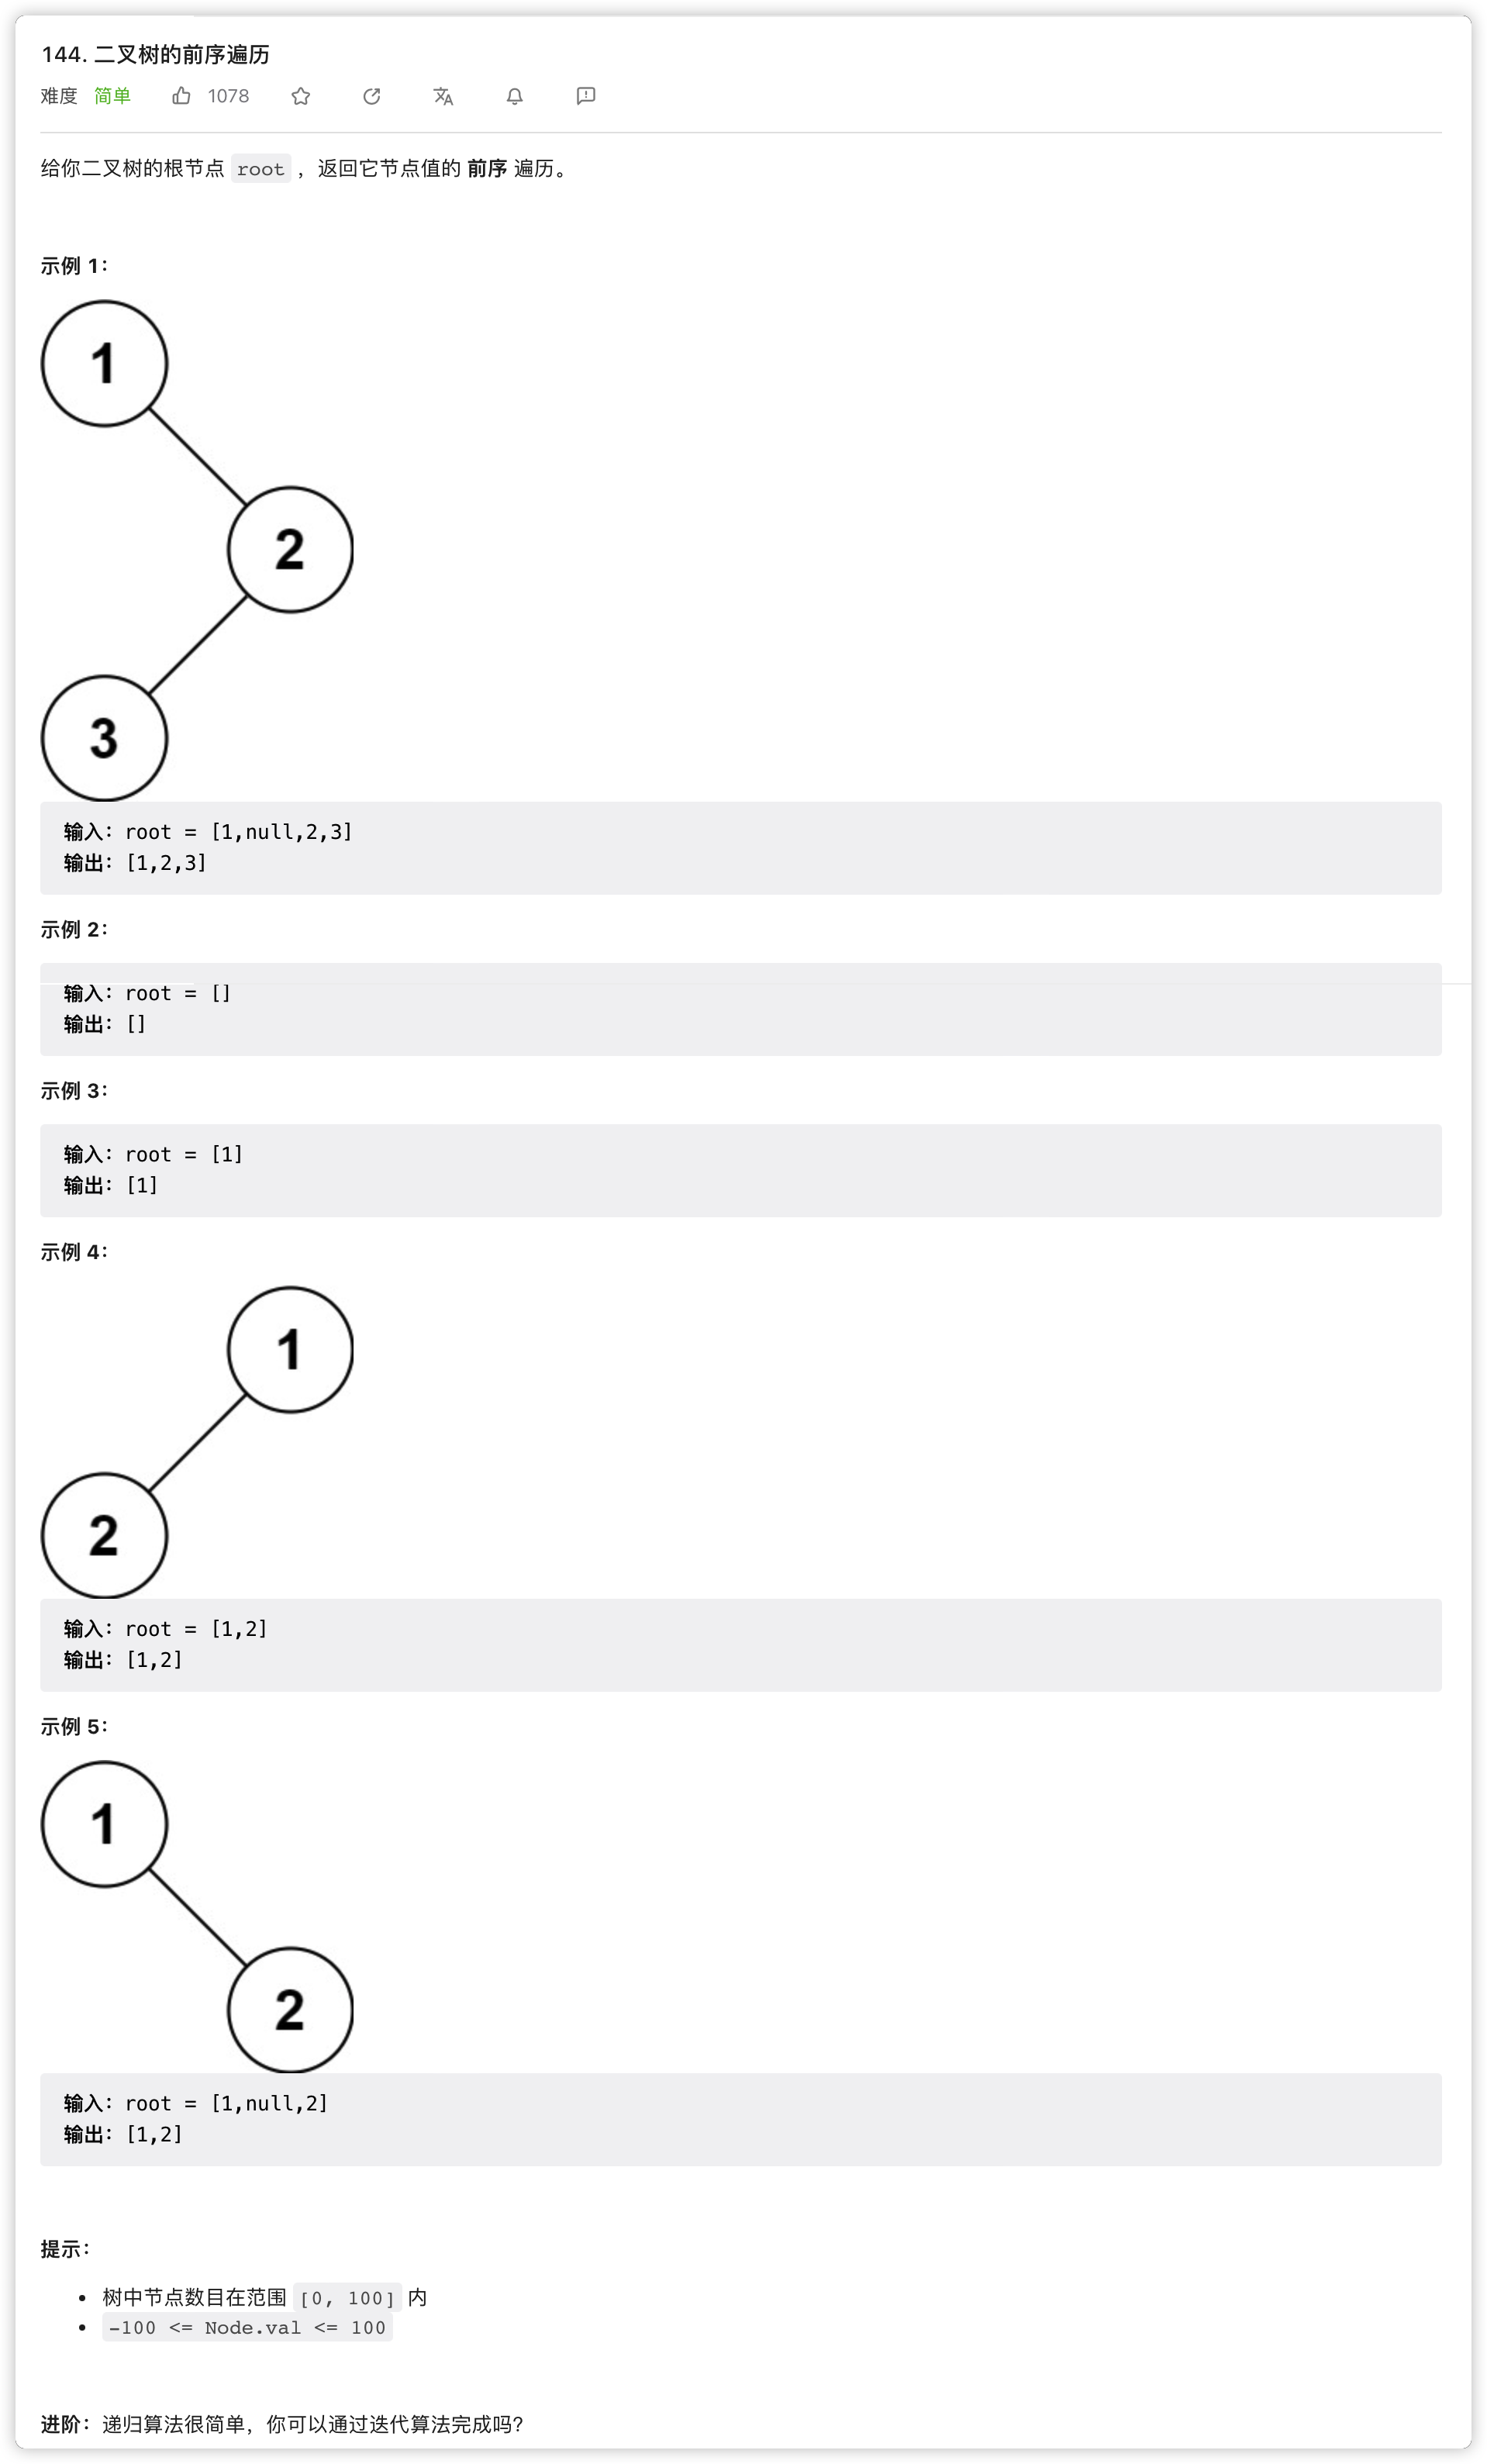 144. 二叉树的前序遍历
难度 简单 1078
给你二叉树的根节点 root ，返回它节点值的 前序 遍历。
示例 1：
1
2
3
输入：root = [1,null,2,3]
输出：[1,2,3]
示例 2：
输入：root = []
输出：[]
示例 3：
输入：root = [1]
输出：[1]
示例 4：
1
2
输入：root = [1,2]
输出：[1,2]
示例 5：
1
2
输入：root = [1,null,2]
输出：[1,2]
提示：
• 树中节点数目在范围 [0, 100] 内
• -100 <= Node.val <= 100
进阶：递归算法很简单，你可以通过迭代算法完成吗？